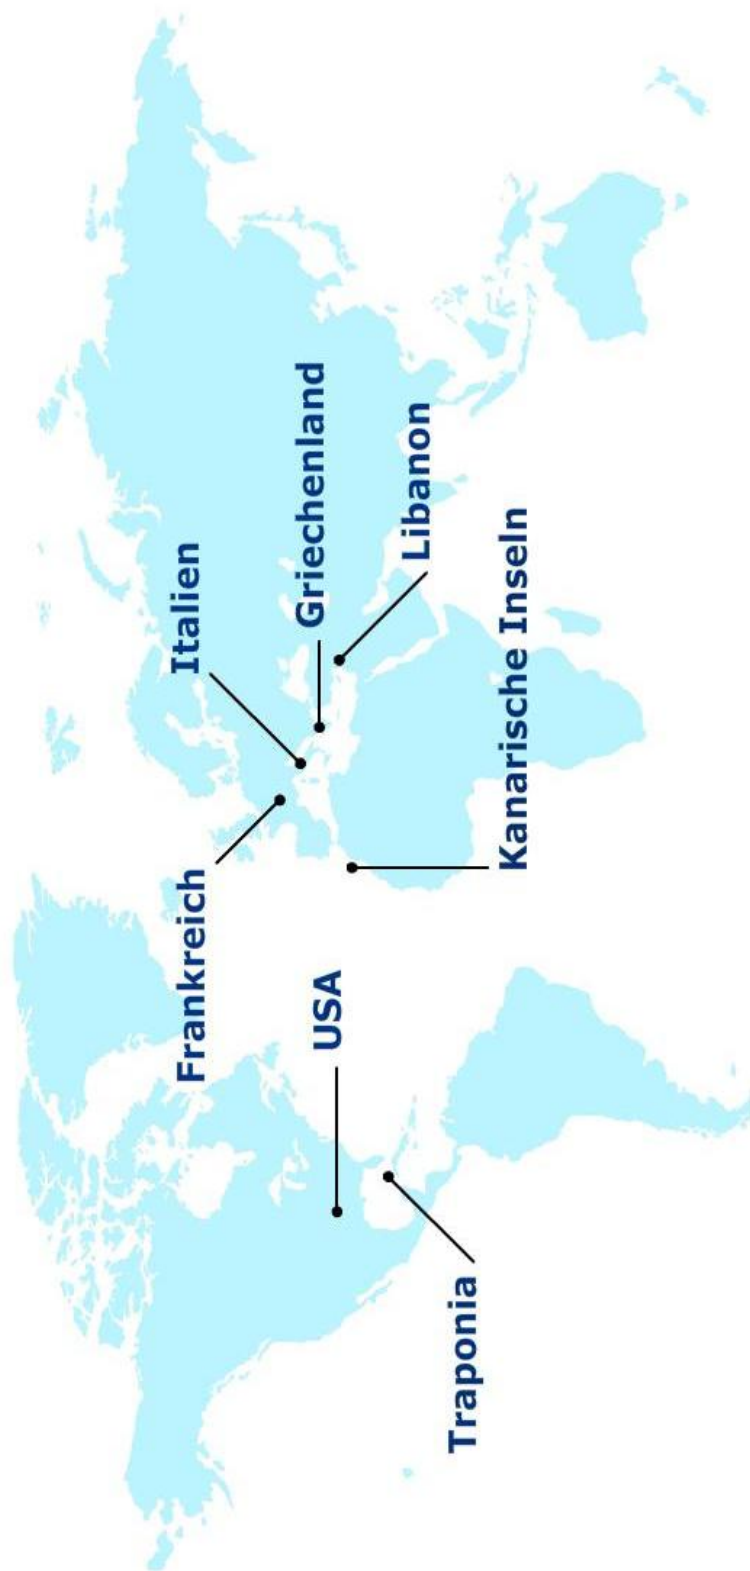 Italien
Griechenland
Libanon
Frankreich
USA
Kanarische Inseln
Traponia